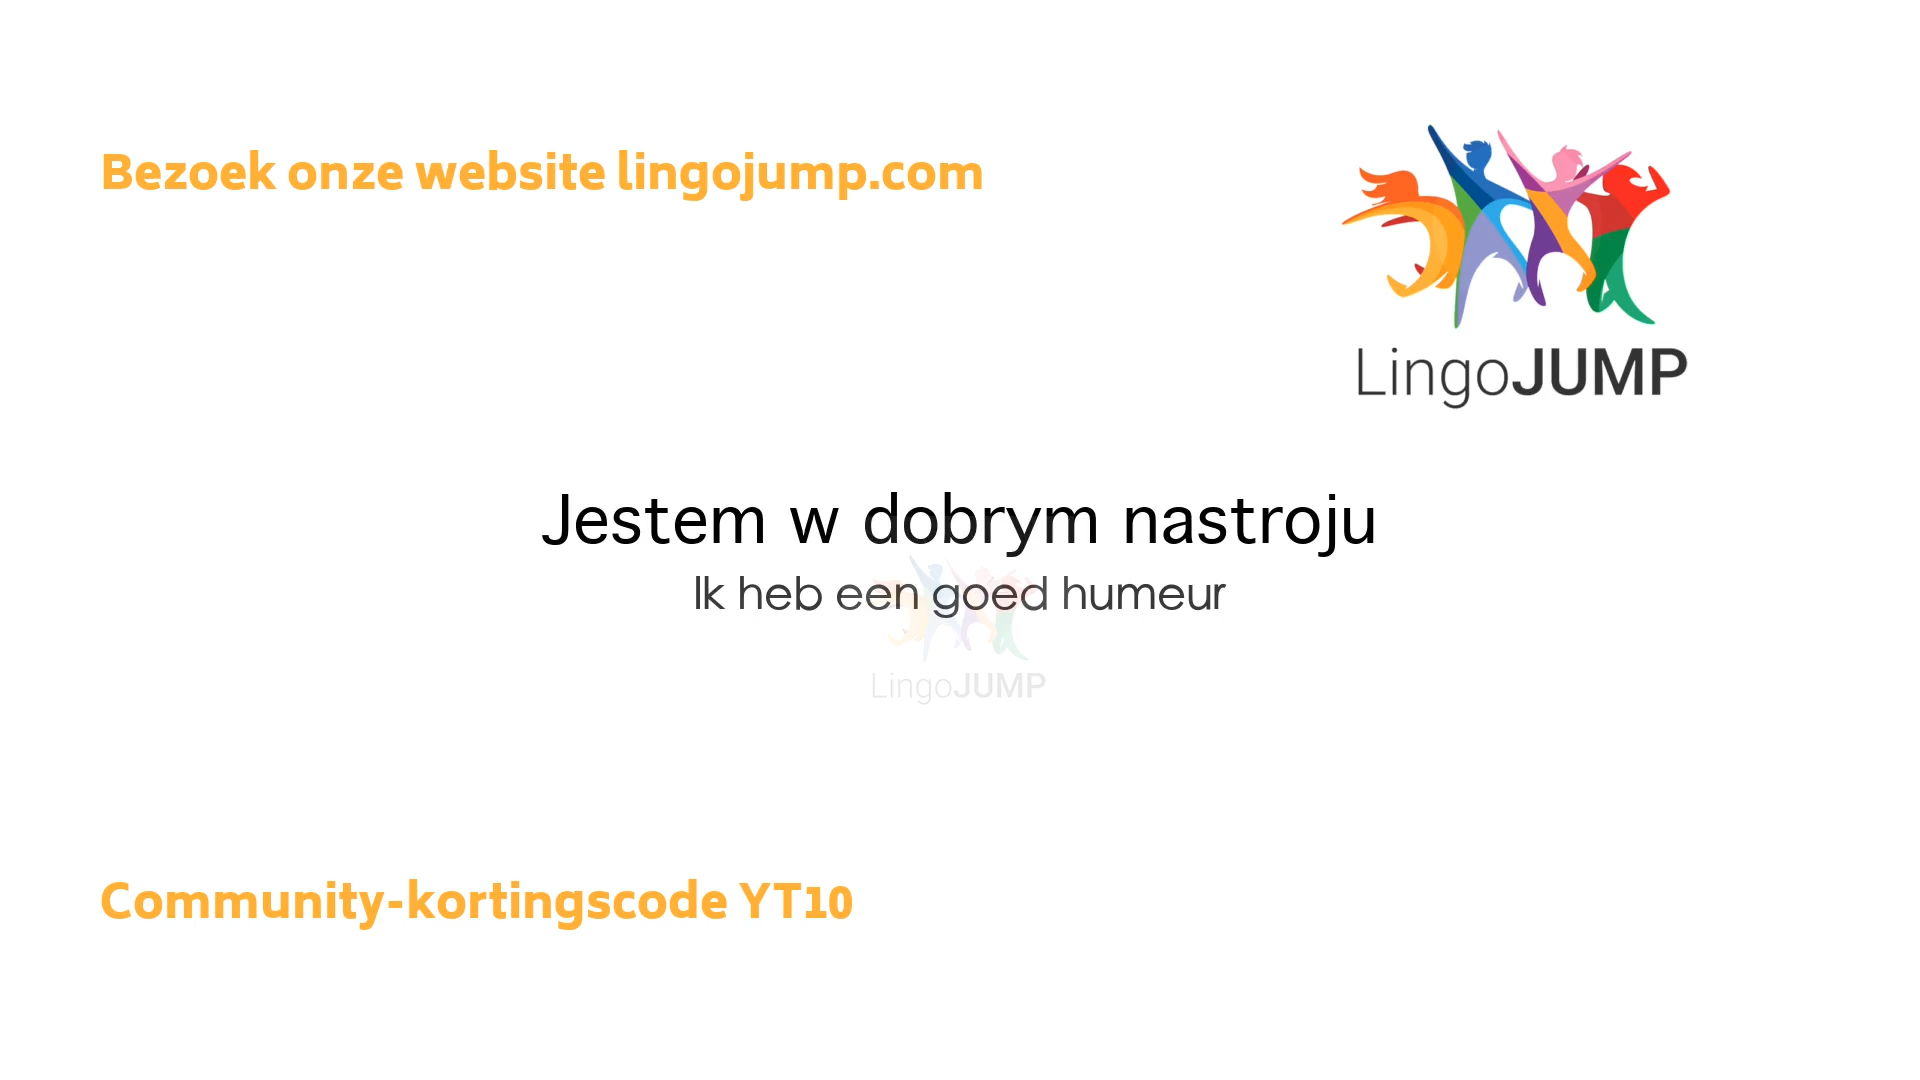 Bezoek onze website lingojump.com
LingoJUMP
Jestem w dobrym nastroju
Ik heb een goed humeur
LingoJUMP
Community-kortingscode YT10